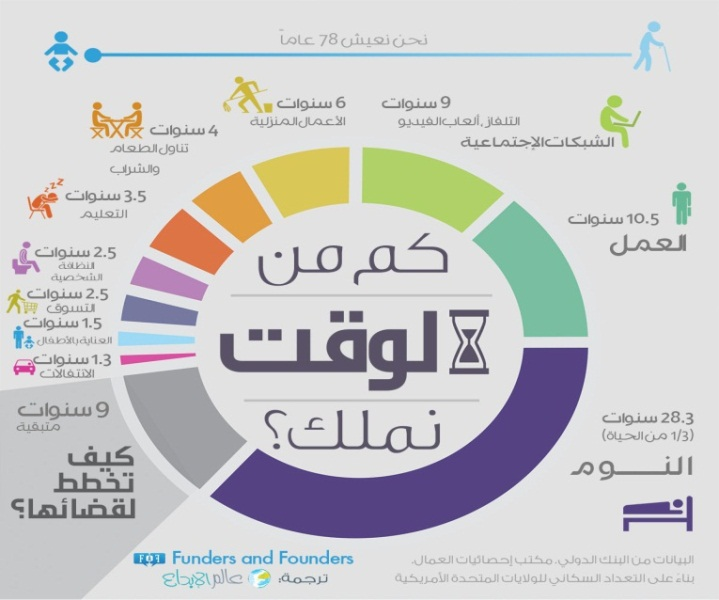 نحن نعيش 78 عاماً
9 سنوات
التلفاز, ألعاب الفيديو
الشبكات الإجتماعية
6 سنوات
الأعمال المنزلية
4 سنوات
تناول الطعام
والشراب
3.5 سنوات
التعليم
2.5 سنوات
النظافة
الشخصية
2.5 سنوات
التسوق
1.5 سنوات
العناية بالأطفال
1.3 سنوات
الانتقالات
9 سنوات
متبقية
كيف
تخطط
لقضائها؟
10.5 سنوات
العمل
كم من
الوقت
نملك؟
28.3 سنوات
(1/3 من الحياة)
النـــوم
Funders and Founders
ترجمة: عالم الإبداع
البيانات من البنك الدولي, مكتب إحصائيات العمال,
بناءً على التعداد السكاني للولايات المتحدة الأمريكية